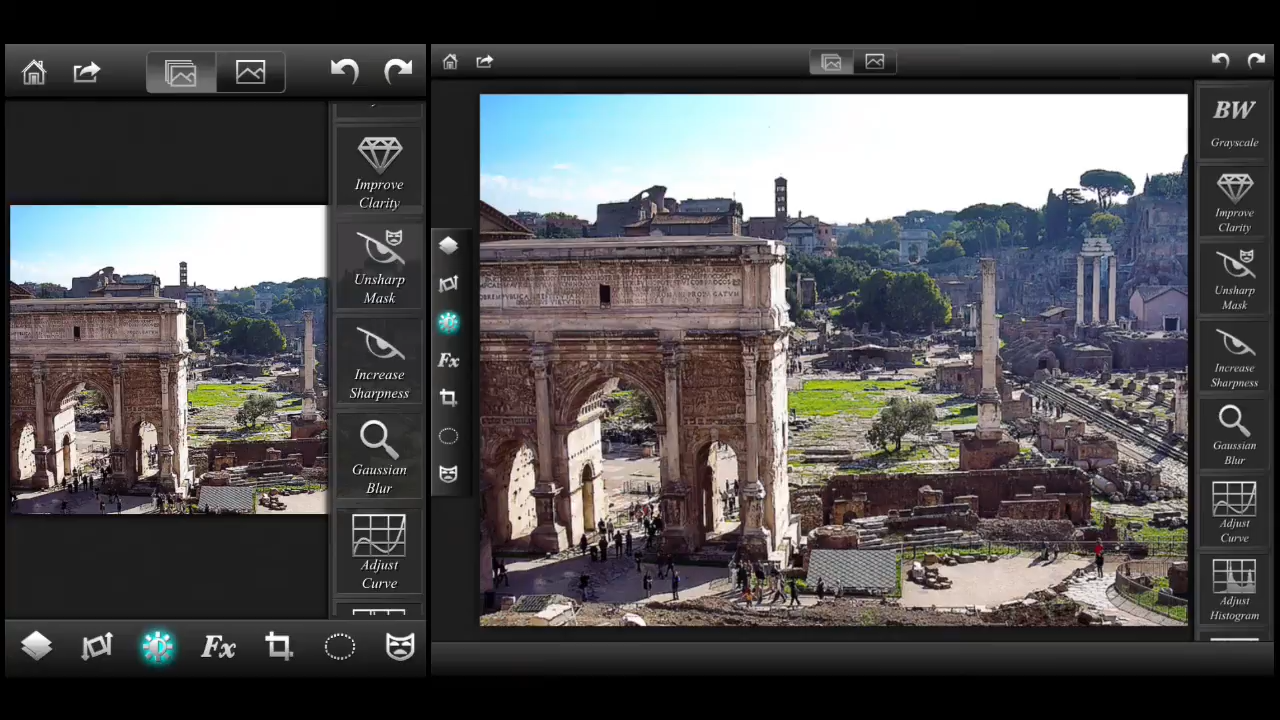 Improve
Clarity
Unsharp
Mask
Increase
Sharpness
Gaussian
Blur
Adjust
Curve
Fx
BW
Grayscale
Improve
Clarity
Unsharp
Mask
Increase
Sharpness
Gaussian
Blur
Adjust
Curve
Adjust
Histogram
Fx